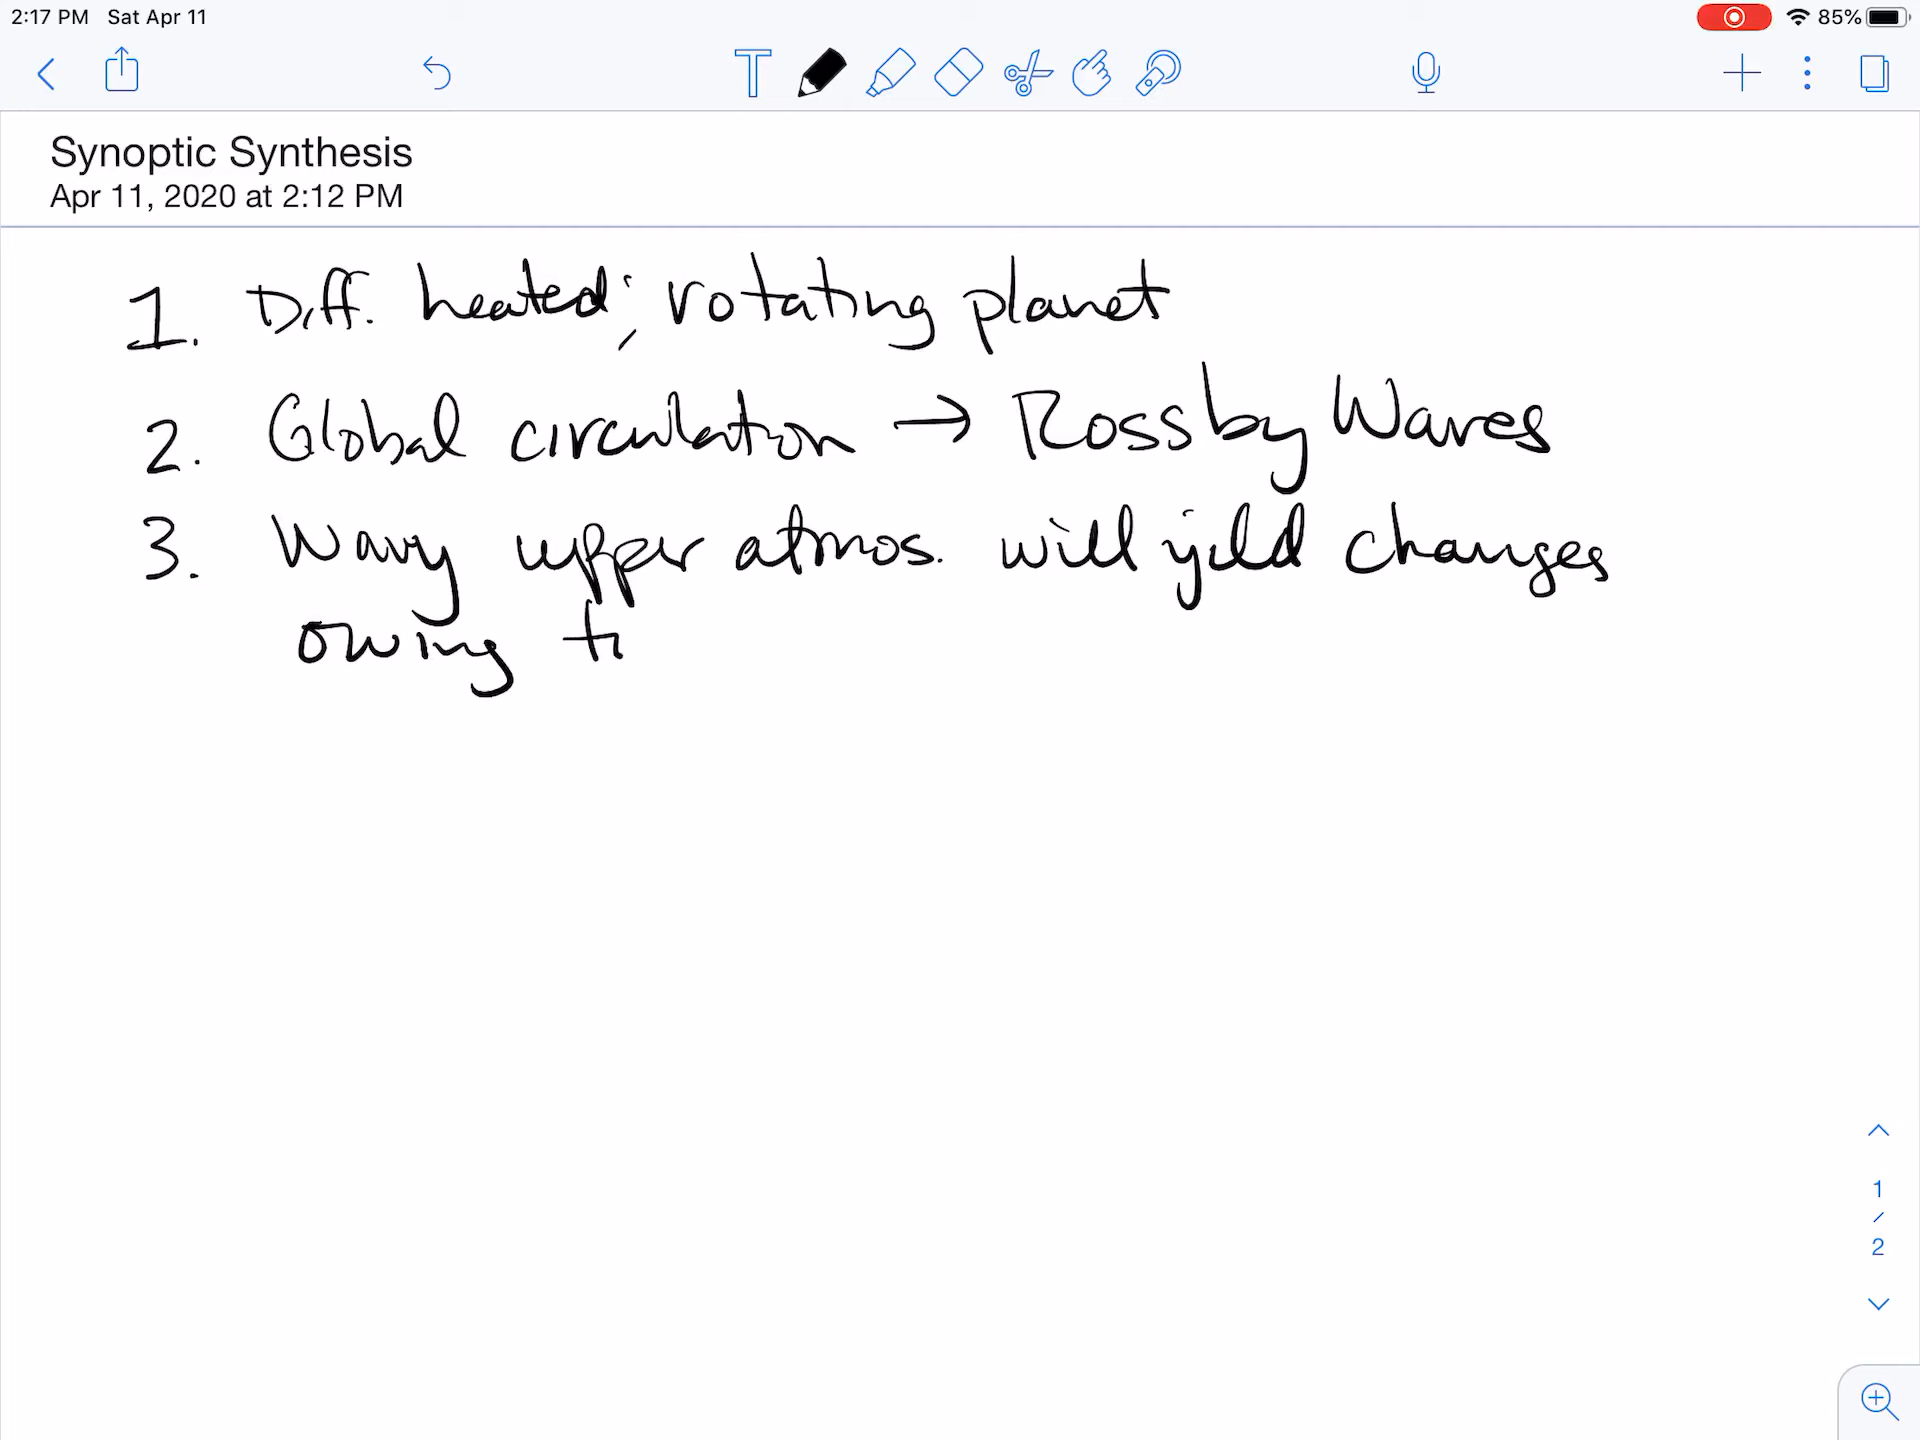 2:17 PM Sat Apr 11 85%
Synoptic Synthesis
Apr 11, 2020 at 2:12 PM
1. Diff. heated; rotating planet
2. Global circulation → Rossby Waves
3. Wavy upper atmos. will yield changes
owing
1
/
2